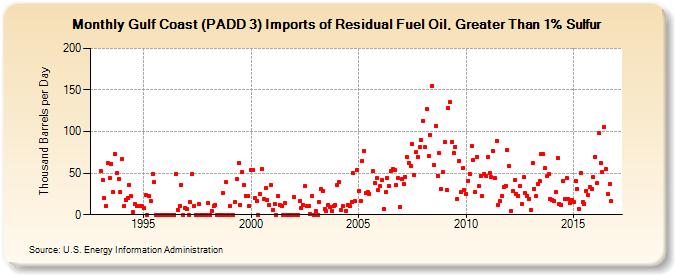 Monthly Gulf Coast (PADD 3) Imports of Residual Fuel Oil, Greater Than 1% Sulfur
Thousand Barrels per Day
200
150
100
50
0
1995 2000 2005 2010 2015
Source: U.S. Energy Information Administration